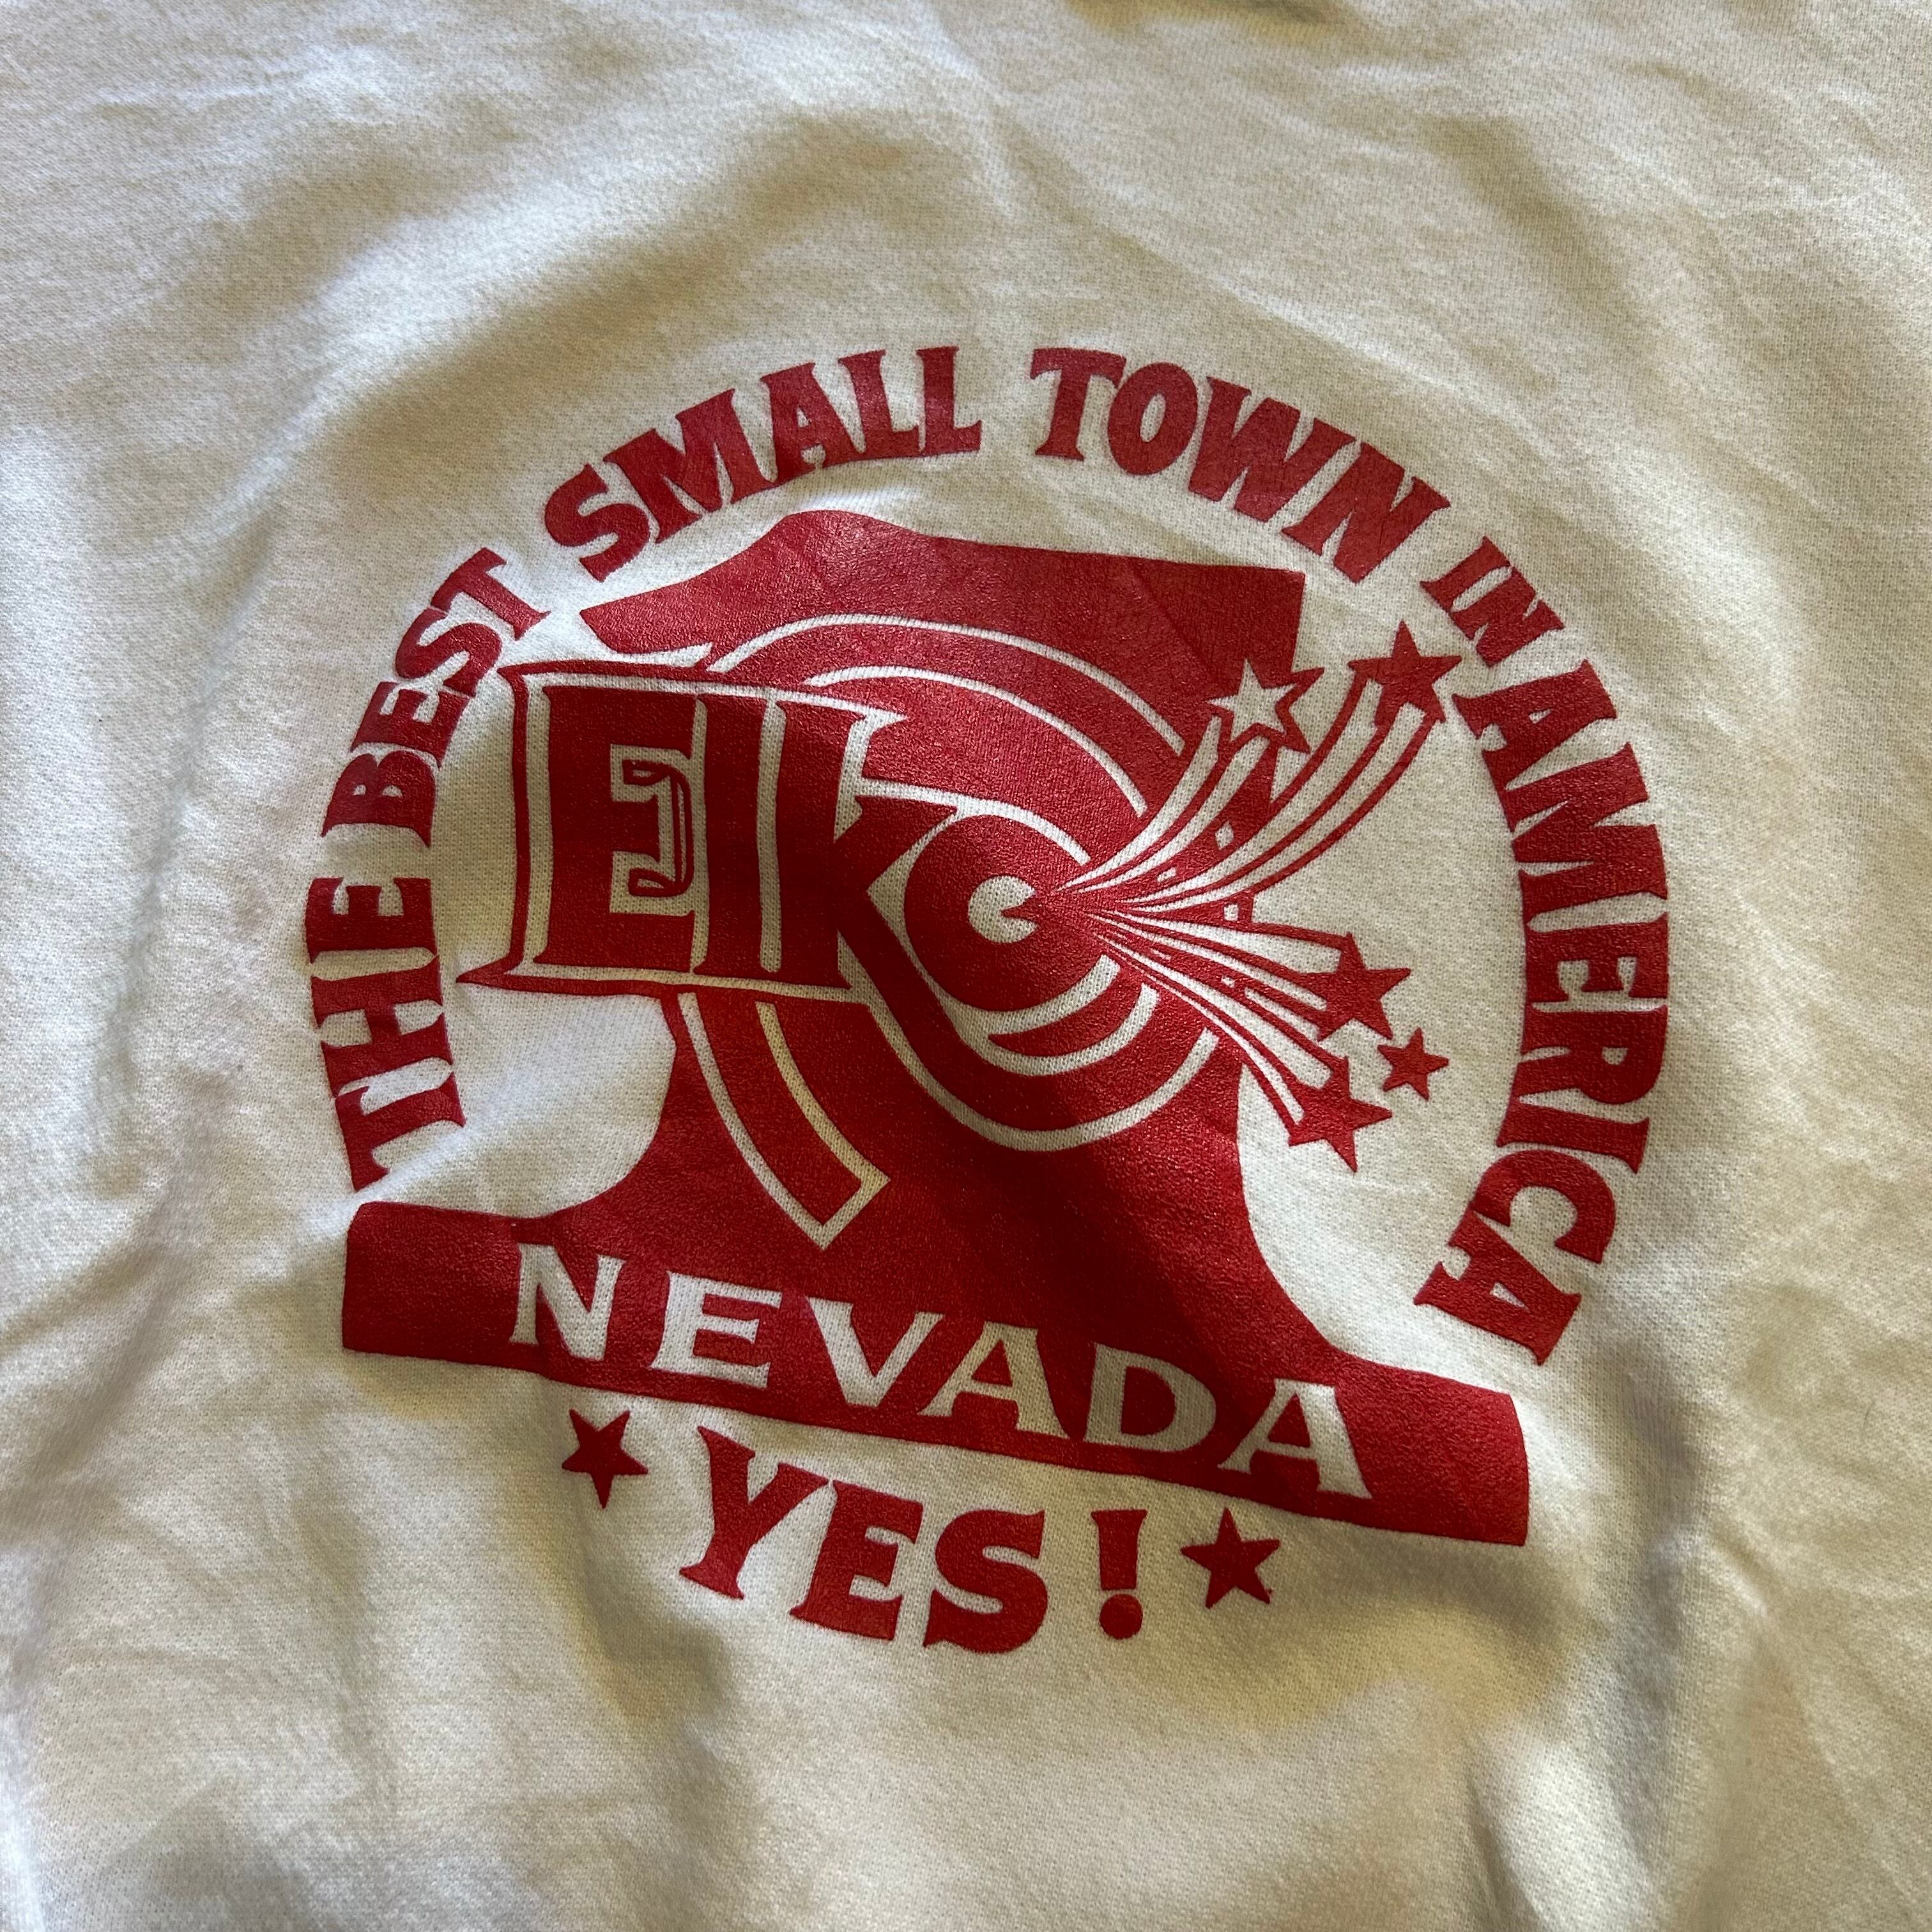 THE BEST SMALL TOWN IN AMERICA
Elko
NEVADA
YES!